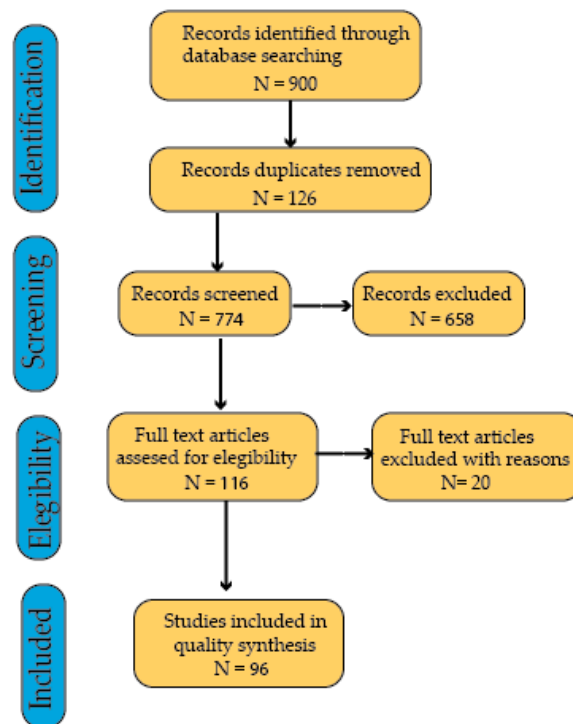 Identification
Records identified through
database searching
N = 900
Records duplicates removed
N = 126
Screening
Records screened
N = 774
Records excluded
N = 658
Elegibility
Full text articles
assesed for elegibility
N = 116
Full text articles
excluded with reasons
N= 20
Included
Studies included in
quality synthesis
N = 96